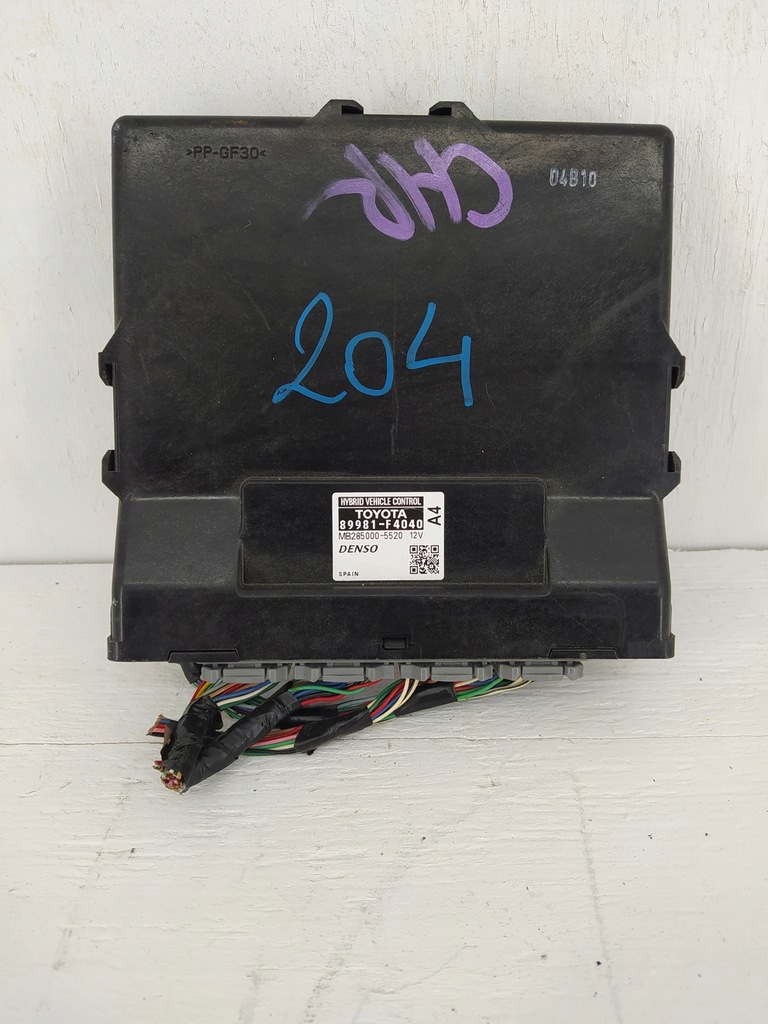 >PP-GF30<
CHR
04B10
204
HYBRID VEHICLE CONTROL
TOYOTA
89981-F4040
A4
MB285000-5520 12V
DENSO
SPAIN